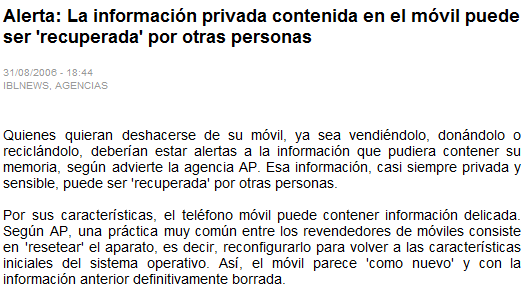 Alerta: La información privada contenida en el móvil puede
ser 'recuperada' por otras personas
31/08/2006 - 18:44
IBLNEWS, AGENCIAS
Quienes quieran deshacerse de su móvil, ya sea vendiéndolo, donándolo o
reciclándolo, deberían estar alertas a la información que pudiera contener su
memoria, según advierte la agencia AP. Esa información, casi siempre privada y
sensible, puede ser 'recuperada' por otras personas.
Por sus características, el teléfono móvil puede contener información delicada.
Según AP, una práctica muy común entre los revendedores de móviles consiste
en 'resetear' el aparato, es decir, reconfigurarlo para volver a las características
iniciales del sistema operativo. Así, el móvil parece 'como nuevo' y con la
información anterior definitivamente borrada.